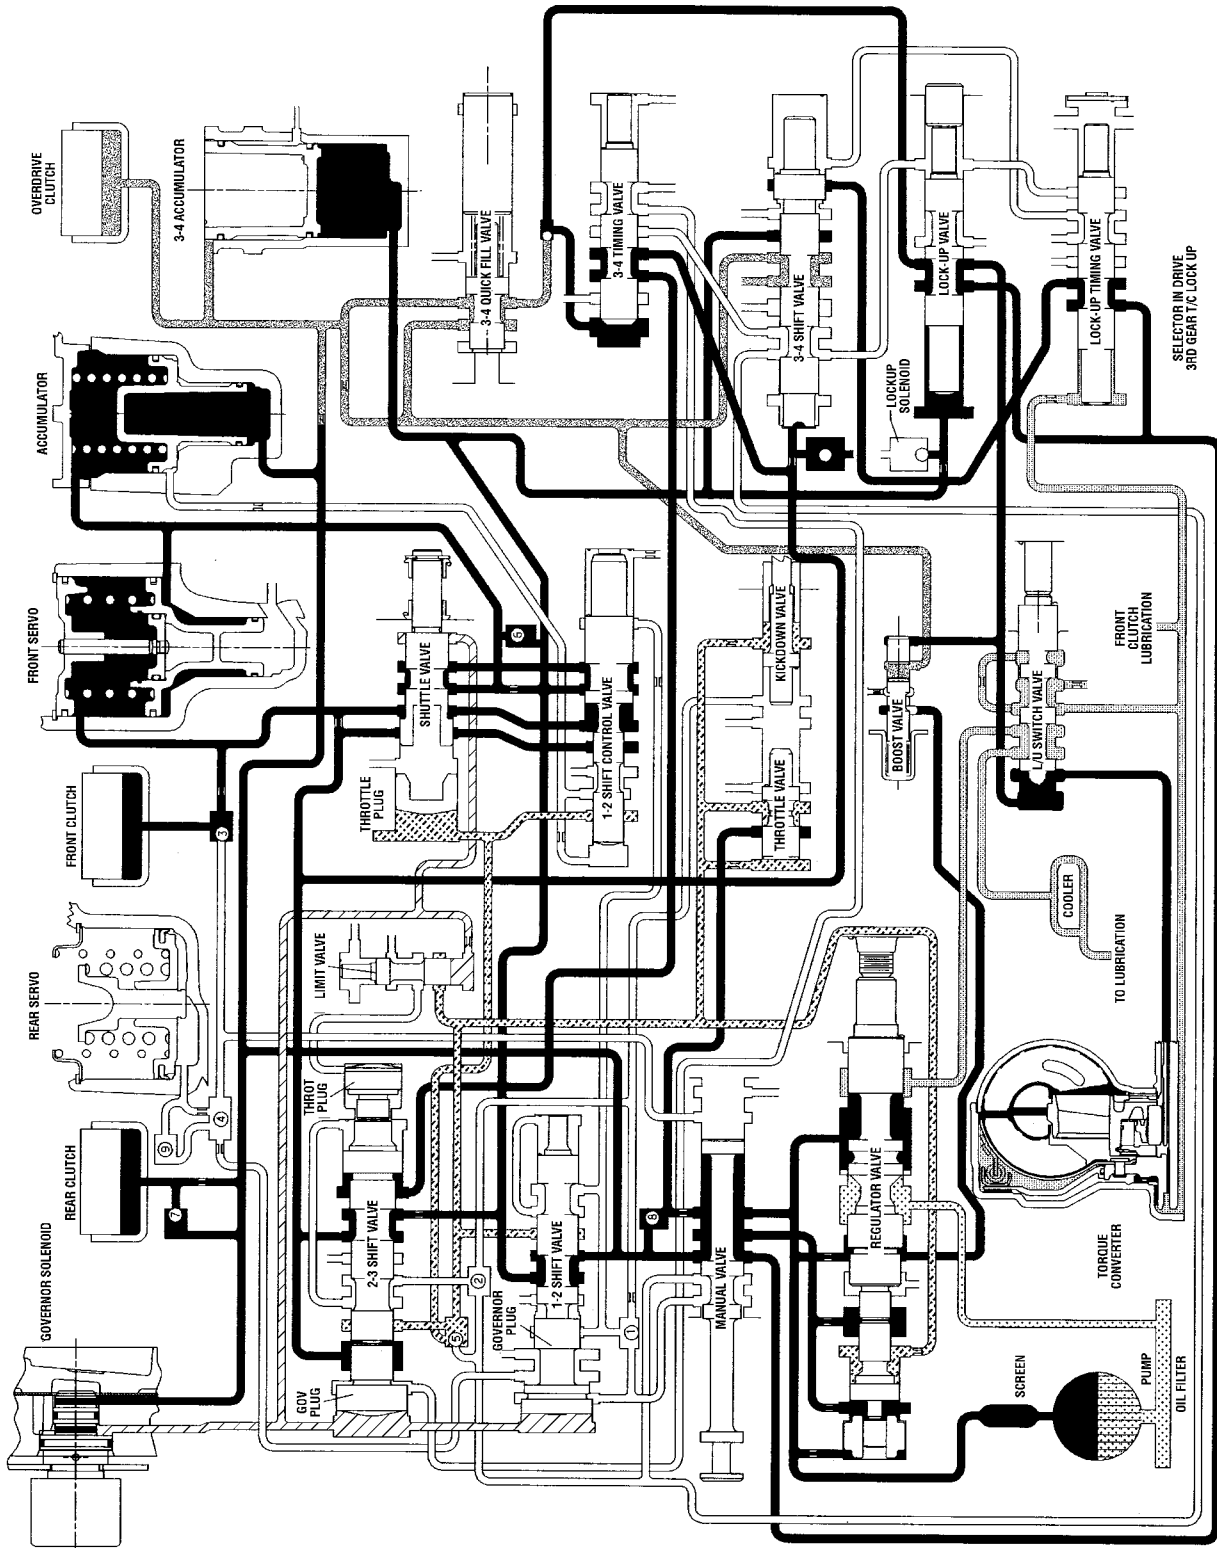 OVERDRIVE
CLUTCH
3-4 ACCUMULATOR
3-4 QUICK FILL VALVE
3-4 TIMING VALVE
3-4 SHIFT VALVE
LOCK-UP VALVE
LOCK-UP TIMING VALVE
SELECTOR IN DRIVE
3RD GEAR T/C LOCK UP
ACCUMULATOR
LOCKUP
SOLENOID
FRONT SERVO
SHUTTLE VALVE
5
1-2 SHIFT CONTROL VALVE
KICKDOWN VALVE
BOOST VALVE
L/U SWITCH VALVE
FRONT
CLUTCH
LUBRICATION
FRONT CLUTCH
3
THROTTLE
PLUG
THROTTLE VALVE
COOLER
TO LUBRICATION
REAR SERVO
LIMIT VALVE
9
4
THROT
PLUG
REAR CLUTCH
7
2-3 SHIFT VALVE
2
1-2 SHIFT VALVE
8
MANUAL VALVE
REGULATOR VALVE
TORQUE
CONVERTER
GOVERNOR SOLENOID
GOV
PLUG
5
GOVERNOR
PLUG
1
SCREEN
PUMP
OIL FILTER